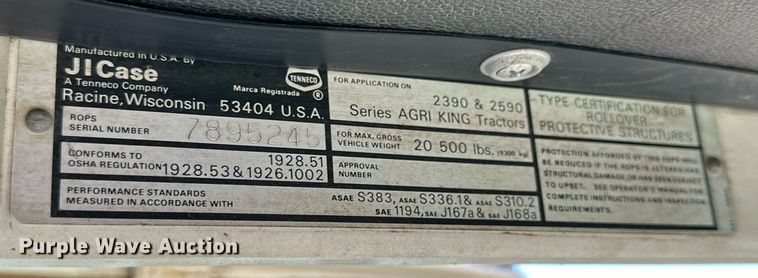 Manufactured in U.S.A. by
JI Case
A Tenneco Company
Racine, Wisconsin 53404 U.S.A.
TENNECO
Marca Registrada ®
ROPS
SERIAL NUMBER 7895245
CONFORMS TO
OSHA REGULATION 1928.51
1928.53 & 1926.1002
PERFORMANCE STANDARDS
MEASURED IN ACCORDANCE WITH
ASAE S383, ASAE S336.1 & ASAE S310.2
SAE 1194, SAE J167a & SAE J168a
FOR APPLICATION ON
2390 & 2590
Series AGRI KING Tractors
FOR MAX. GROSS
VEHICLE WEIGHT 20 500 lbs. (9300 kg)
APPROVAL
NUMBER
TYPE-CERTIFICATION FOR
ROLLOVER
PROTECTIVE STRUCTURES
PROTECTION AFFORDED BY THIS ROPS WILL
BE REDUCED IF THE ROPS IS ALTERED HAS
STRUCTURAL DAMAGE OR HAS BEEN SUBJECT
TO UPSET. SEE OPERATOR'S MANUAL FOR
COMPLETE INSTRUCTIONS AND INSPECTION
REQUIREMENTS.
Purple Wave Auction